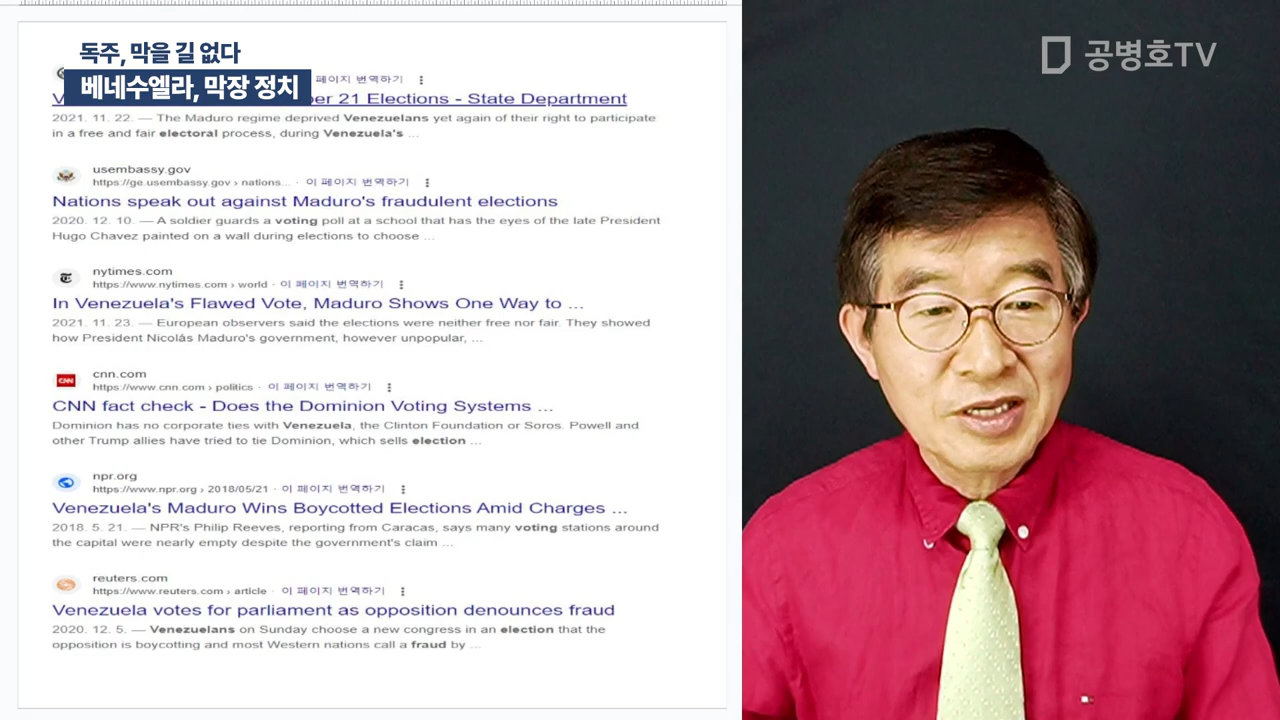 독주, 막을 길 없다
베네수엘라, 막장 정치
공병호TV
페이지 번역하기
er 21 Elections - State Department
2021. 11. 22. — The Maduro regime deprived Venezuelans yet again of their right to participate
in a free and fair electoral process, during Venezuela's ...
usembassy.gov
https://ge.usembassy.gov › nations... · 이 페이지 번역하기
Nations speak out against Maduro's fraudulent elections
2020. 12. 10. — A soldier guards a voting poll at a school that has the eyes of the late President
Hugo Chavez painted on a wall during elections to choose ...
nytimes.com
https://www.nytimes.com › world · 이 페이지 번역하기
In Venezuela's Flawed Vote, Maduro Shows One Way to ...
2021. 11. 23. — European observers said the elections were neither free nor fair. They showed
how President Nicolás Maduro's government, however unpopular, ...
CNN
cnn.com
https://www.cnn.com › politics · 이 페이지 번역하기
CNN fact check - Does the Dominion Voting Systems ...
Dominion has no corporate ties with Venezuela, the Clinton Foundation or Soros. Powell and
other Trump allies have tried to tie Dominion, which sells election ...
npr.org
https://www.npr.org › 2018/05/21 · 이 페이지 번역하기
Venezuela's Maduro Wins Boycotted Elections Amid Charges ...
2018. 5. 21. — NPR's Philip Reeves, reporting from Caracas, says many voting stations around
the capital were nearly empty despite the government's claim ...
reuters.com
https://www.reuters.com › article · 이 페이지 번역하기
Venezuela votes for parliament as opposition denounces fraud
2020. 12. 5. — Venezuelans on Sunday choose a new congress in an election that the
opposition is boycotting and most Western nations call a fraud by ...